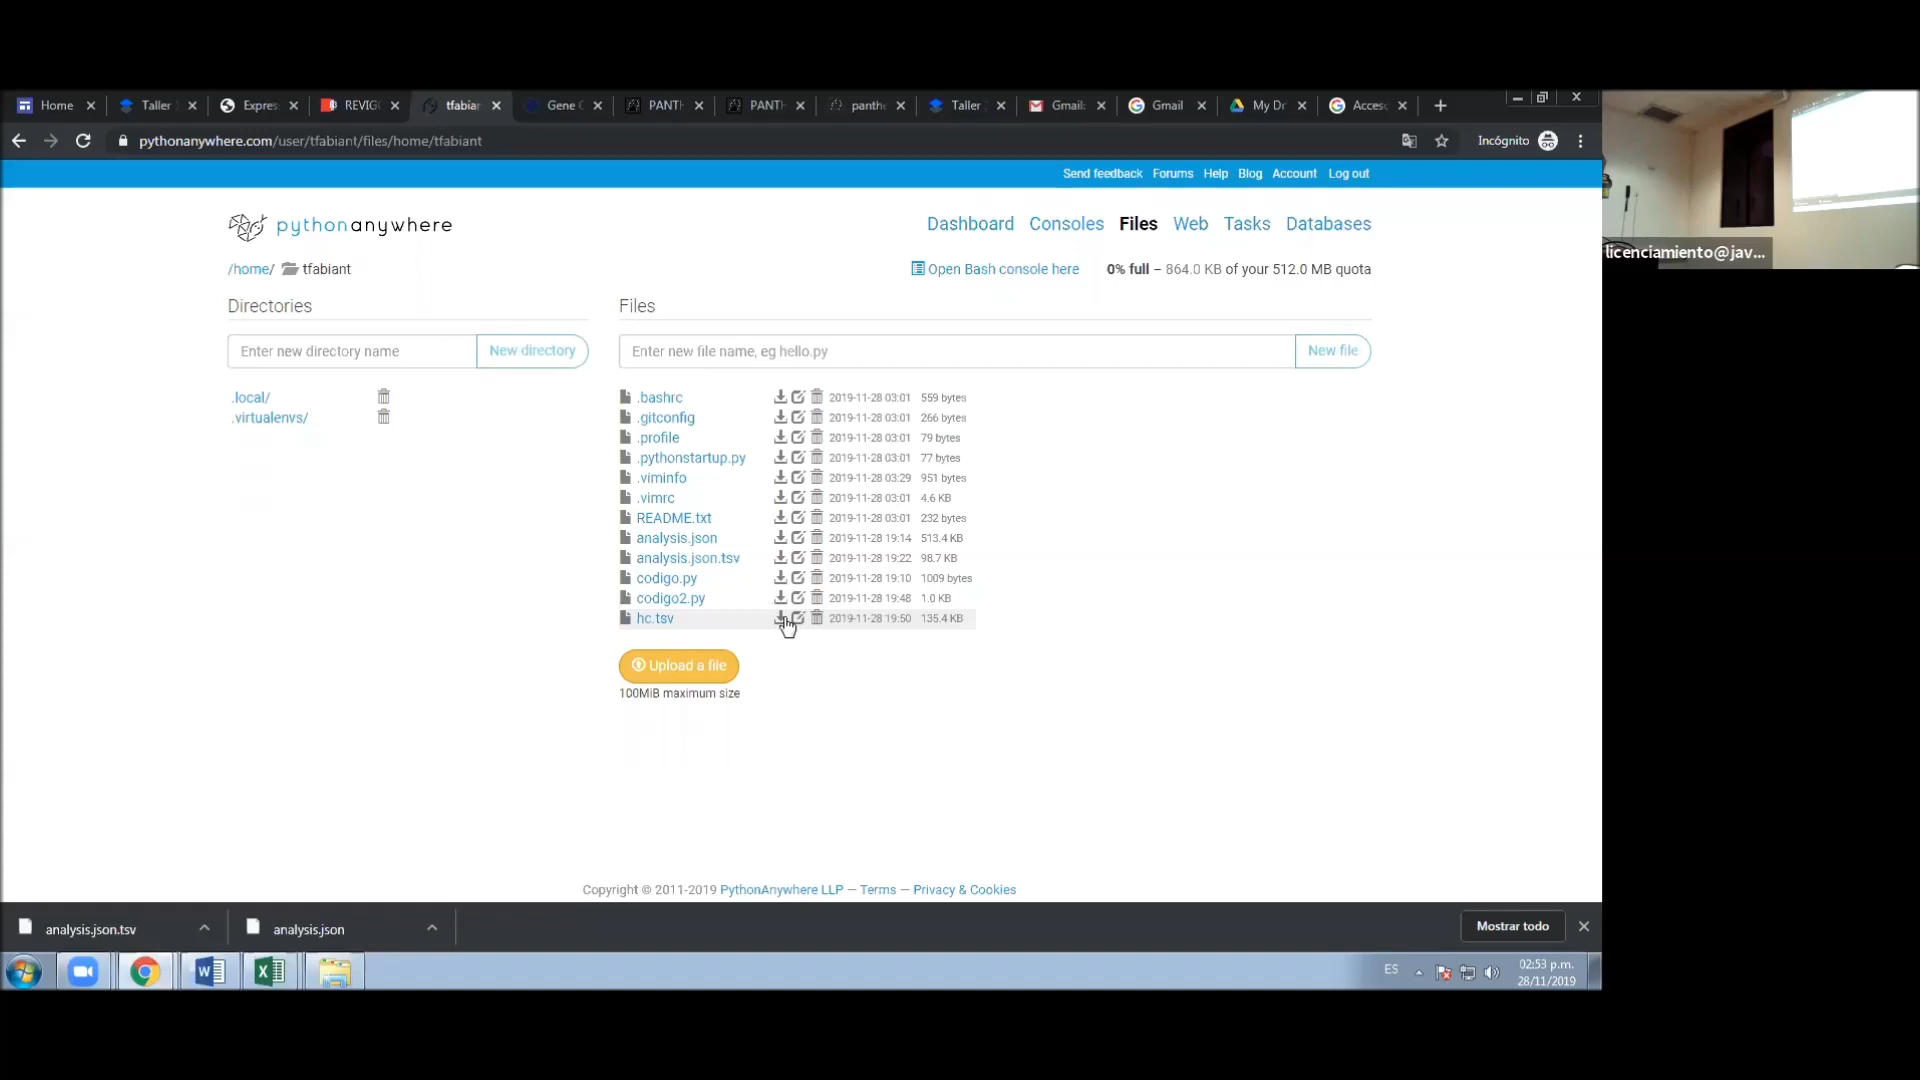 Home
Taller
Expres
REVIG
tfabiar
Gene
PANTH
PANTH
panthe
Taller
Gmail:
Gmail
My Dr
Acceso
pythonanywhere.com/user/tfabiant/files/home/tfabiant
Incógnito
Send feedback Forums Help Blog Account Log out
pythonanywhere
Dashboard Consoles Files Web Tasks Databases
licenciamiento@jav...
/home/ tfabiant
Open Bash console here 0% full – 864.0 KB of your 512.0 MB quota
Directories
Files
Enter new directory name New directory
Enter new file name, eg hello.py New file
.local/
.virtualenvs/
.bashrc 2019-11-28 03:01 559 bytes
.gitconfig 2019-11-28 03:01 266 bytes
.profile 2019-11-28 03:01 79 bytes
.pythonstartup.py 2019-11-28 03:01 77 bytes
.viminfo 2019-11-28 03:29 951 bytes
.vimrc 2019-11-28 03:01 4.6 KB
README.txt 2019-11-28 03:01 232 bytes
analysis.json 2019-11-28 19:14 513.4 KB
analysis.json.tsv 2019-11-28 19:22 98.7 KB
codigo.py 2019-11-28 19:10 1009 bytes
codigo2.py 2019-11-28 19:48 1.0 KB
hc.tsv 2019-11-28 19:50 135.4 KB
Upload a file
100MiB maximum size
Copyright © 2011-2019 PythonAnywhere LLP — Terms — Privacy & Cookies
analysis.json.tsv
analysis.json
Mostrar todo
ES
02:53 p.m.
28/11/2019